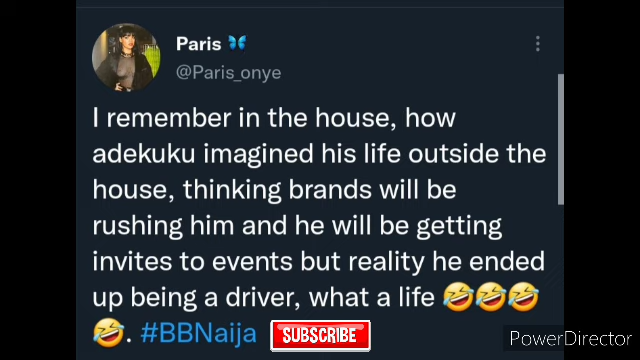 Paris 🦋
@Paris_onye
I remember in the house, how
adekuku imagined his life outside the
house, thinking brands will be
rushing him and he will be getting
invites to events but reality he ended
up being a driver, what a life 🤣🤣🤣
🤣. #BBNaija
SUBSCRIBE
PowerDirector